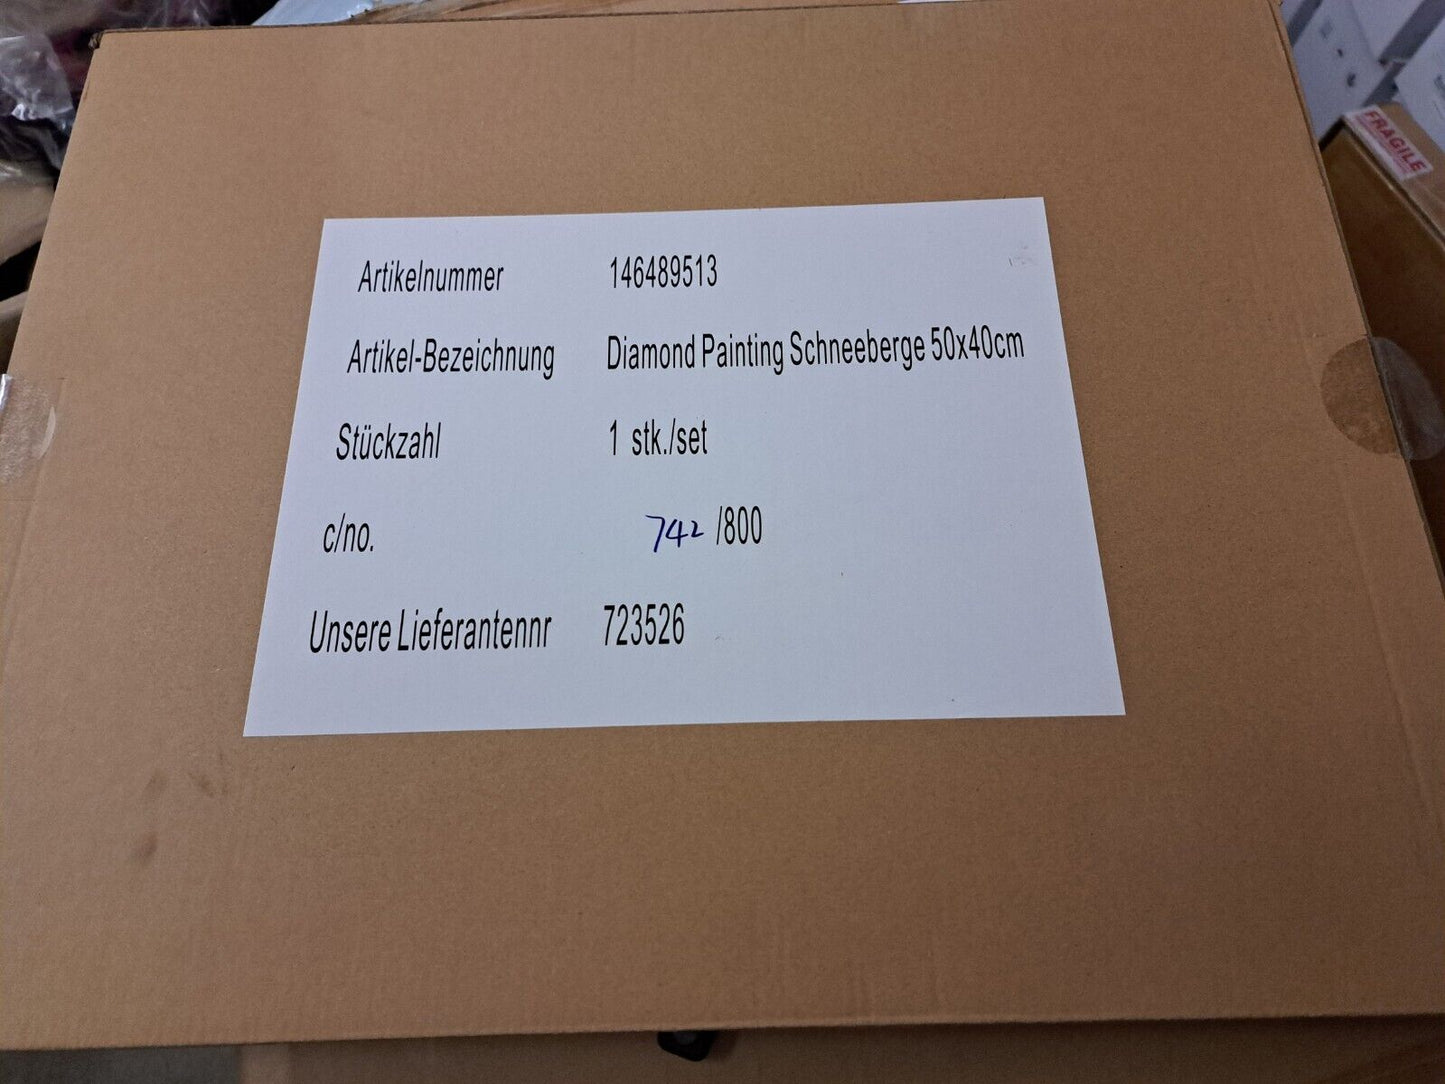 FRAGILE
Artikelnummer 146489513
Artikel-Bezeichnung Diamond Painting Schneeberge 50x40cm
Stückzahl 1 stk./set
c/no. 742 /800
Unsere Lieferantennr 723526